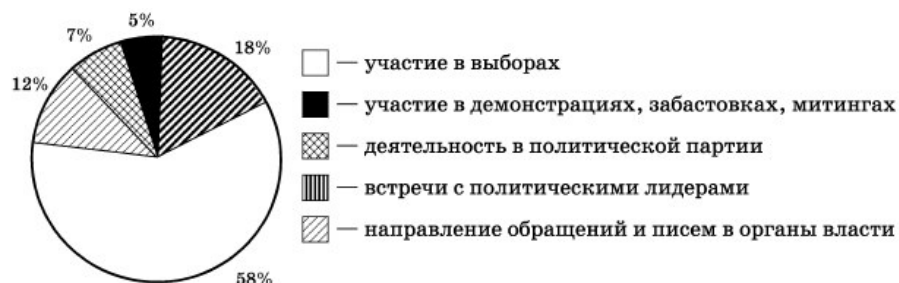 5%
7%
18%
12%
58%
— участие в выборах
— участие в демонстрациях, забастовках, митингах
— деятельность в политической партии
— встречи с политическими лидерами
— направление обращений и писем в органы власти